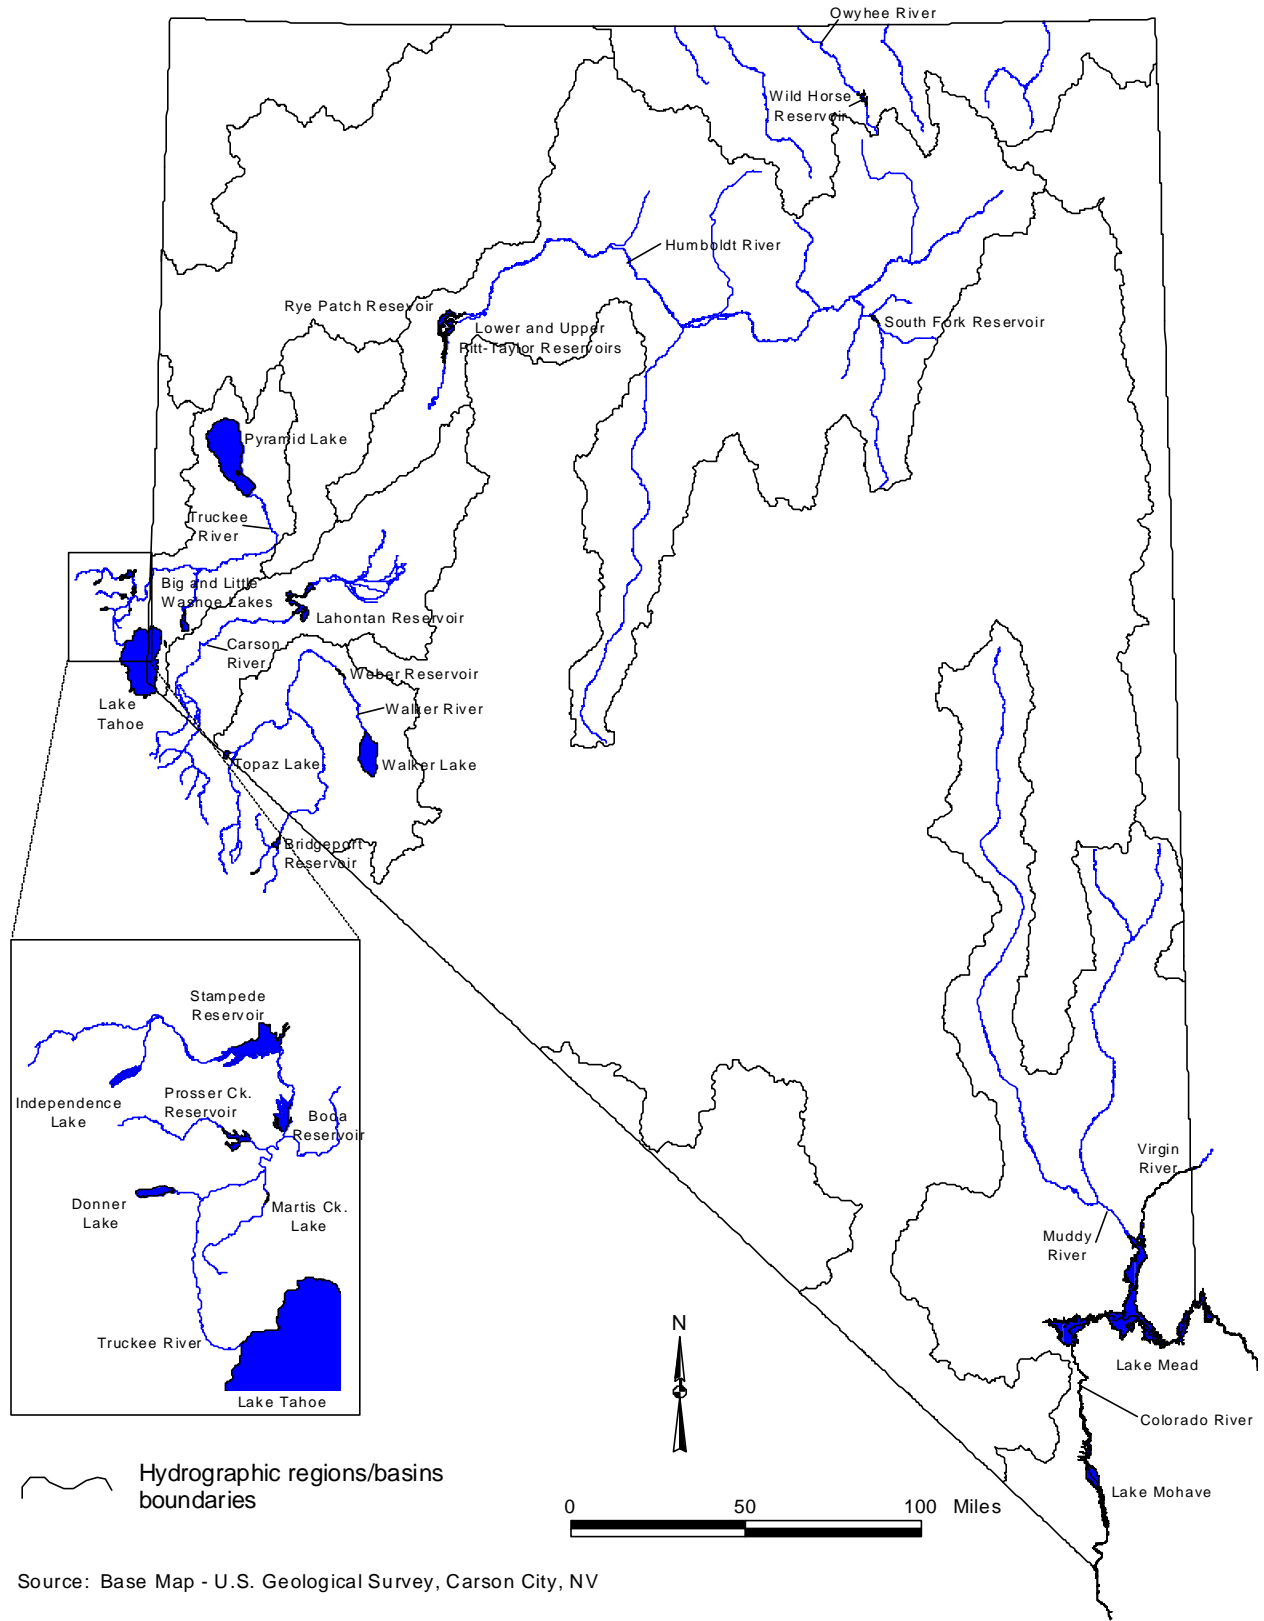 Owyhee River
Wild Horse
Reservoir
Humboldt River
Rye Patch Resevoir
Lower and Upper
Pitt-Taylor Reservoirs
South Fork Reservoir
Pyramid Lake
Truckee
River
Big and Little
Washoe Lakes
Lahontan Reservoir
Carson
River
Weber Reservoir
Lake
Tahoe
Walker River
Topaz Lake
Walker Lake
Bridgeport
Reservoir
Stampede
Reservoir
Independence
Lake
Prosser Ck.
Reservoir
Boca
Reservoir
Donner
Lake
Martis Ck.
Lake
Truckee River
Lake Tahoe
Virgin
River
Muddy
River
N
Lake Mead
Colorado River
Lake Mohave
Hydrographic regions/basins
boundaries
0 50 100 Miles
Source: Base Map - U.S. Geological Survey, Carson City, NV